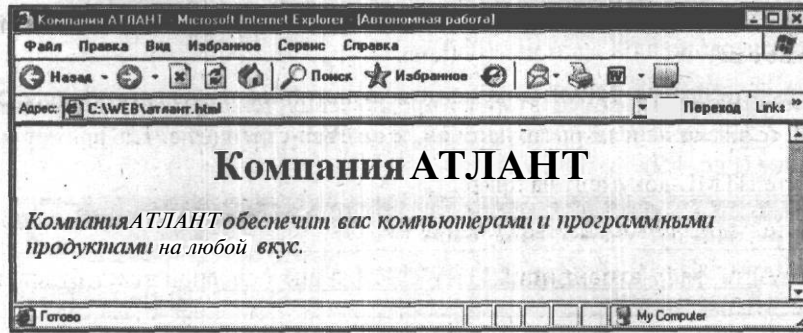 Компания АТЛАНТ - Microsoft Internet Explorer - [Автономная работа]
Файл Правка Вид Избранное Сервис Справка
Назад Поиск Избранное
Адрес: C:\WEB\атлант.html Переход Links »
Компания АТЛАНТ
Компания АТЛАНТ обеспечит вас компьютерами и программными
продуктами на любой вкус.
Готово My Computer